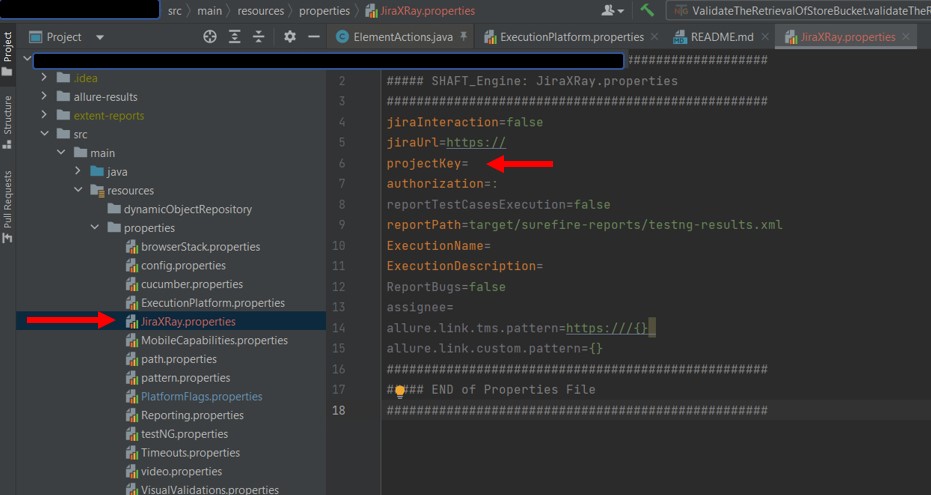 src
main
resources
properties
JiraXRay.properties
ValidateTheRetrievalOfStoreBucket.validateTheR
Project
Structure
Pull Requests
Project
ElementActions.java
ExecutionPlatform.properties
README.md
JiraXRay.properties
.idea
allure-results
extent-reports
src
main
java
resources
dynamicObjectRepository
properties
browserStack.properties
config.properties
cucumber.properties
ExecutionPlatform.properties
JiraXRay.properties
MobileCapabilities.properties
path.properties
pattern.properties
PlatformFlags.properties
Reporting.properties
testNG.properties
Timeouts.properties
video.properties
VisualValidations.properties
2 ##### SHAFT_Engine: JiraXRay.properties
3 ###################################################
4 jiraInteraction=false
5 jiraUrl=https://
6 projectKey=
7 authorization=:
8 reportTestCasesExecution=false
9 reportPath=target/surefire-reports/testng-results.xml
10 ExecutionName=
11 ExecutionDescription=
12 ReportBugs=false
13 assignee=
14 allure.link.tms.pattern=https:///{}
15 allure.link.custom.pattern={}
16 ###################################################
17 ##### END of Properties File
18 ###################################################